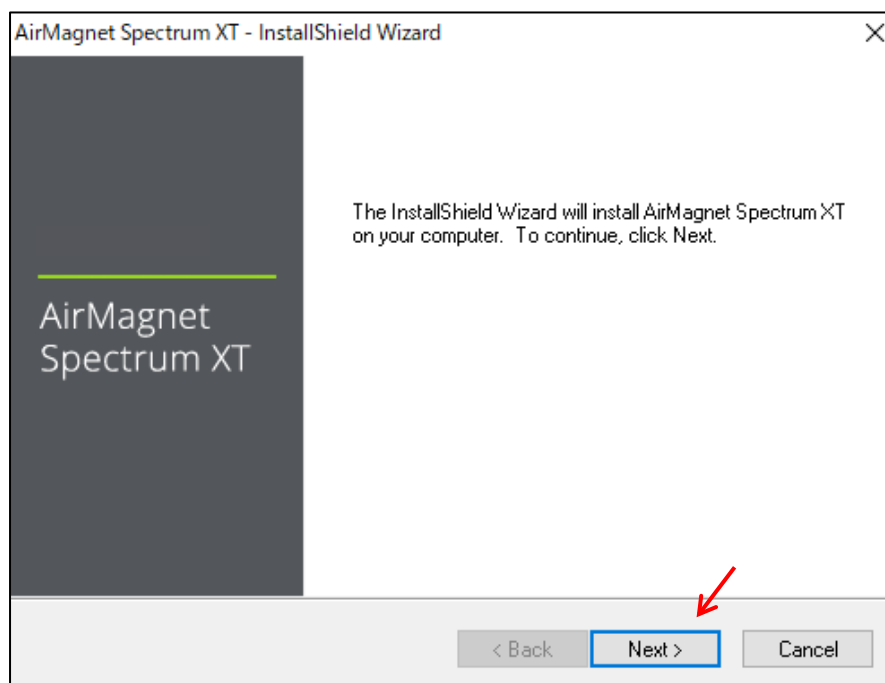 AirMagnet Spectrum XT - InstallShield Wizard
The InstallShield Wizard will install AirMagnet Spectrum XT
on your computer. To continue, click Next.
AirMagnet
Spectrum XT
< Back
Next >
Cancel